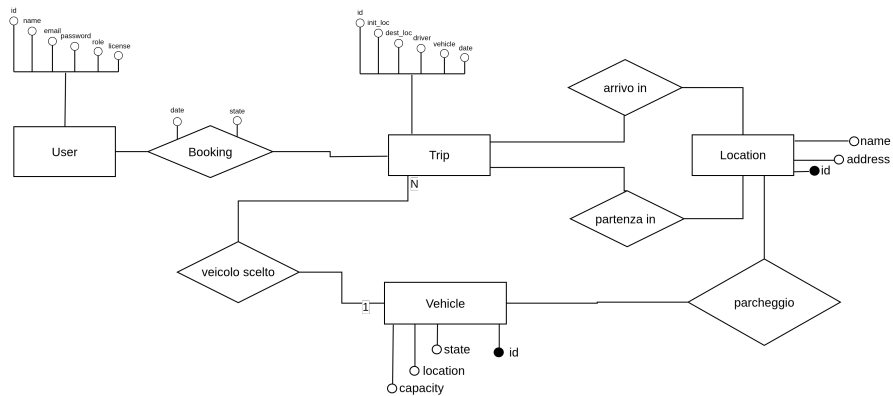 id
name
email
password
role
license
id
init_loc
dest_loc
driver
vehicle
date
date
state
arrivo in
User
Booking
Trip
Location
name
address
id
N
partenza in
veicolo scelto
1
Vehicle
parcheggio
state
id
location
capacity